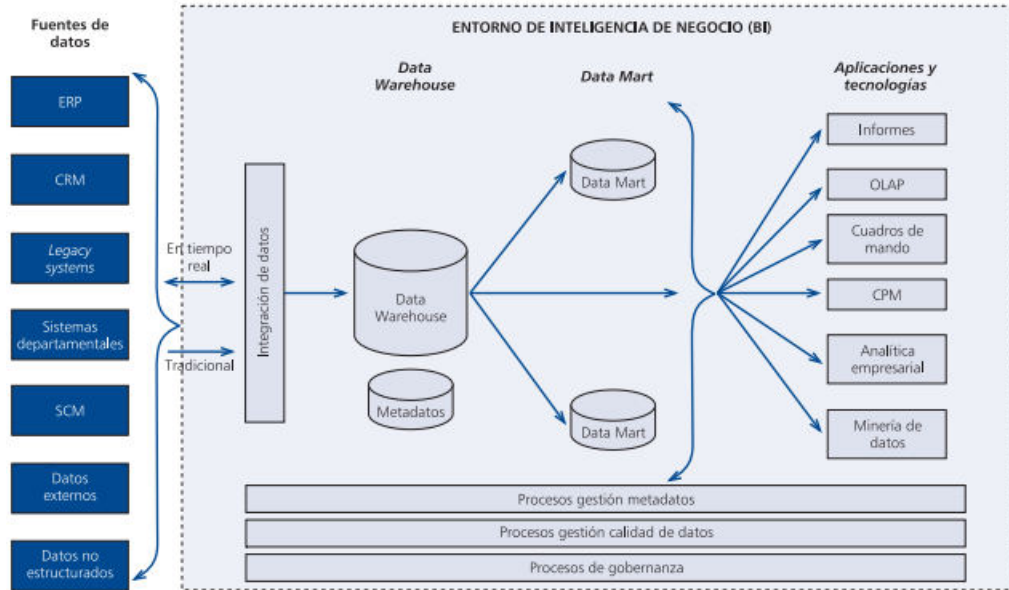 Fuentes de
datos
ERP
CRM
Legacy
systems
Sistemas
departamentales
SCM
Datos
externos
Datos no
estructurados
En tiempo
real
Tradicional
ENTORNO DE INTELIGENCIA DE NEGOCIO (BI)
Integración de datos
Data
Warehouse
Data
Warehouse
Metadatos
Data Mart
Data Mart
Data Mart
Aplicaciones y
tecnologías
Informes
OLAP
Cuadros de
mando
CPM
Analítica
empresarial
Minería de
datos
Procesos gestión metadatos
Procesos gestión calidad de datos
Procesos de gobernanza